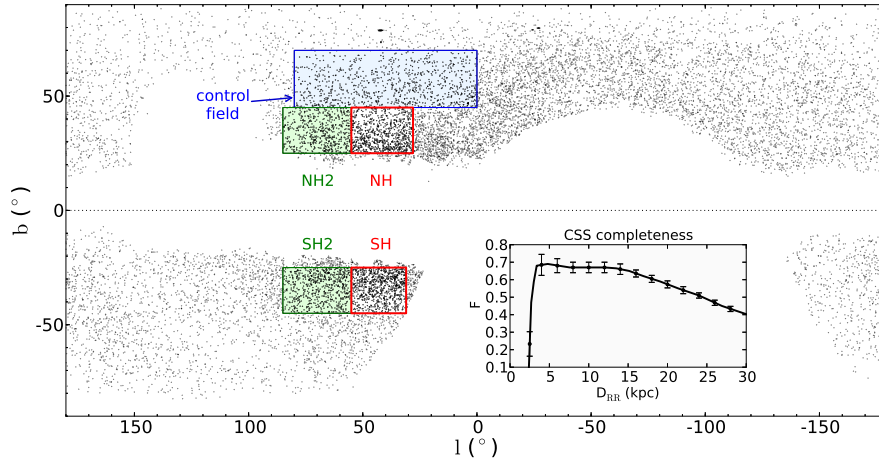 50
0
-50
b (°)
150
100
50
0
-50
-100
-150
l (°)
control
field
NH2
NH
SH2
SH
CSS completeness
0.8
0.7
0.6
0.5
0.4
0.3
0.2
0.1
F
0
5
10
15
20
25
30
D_RR (kpc)